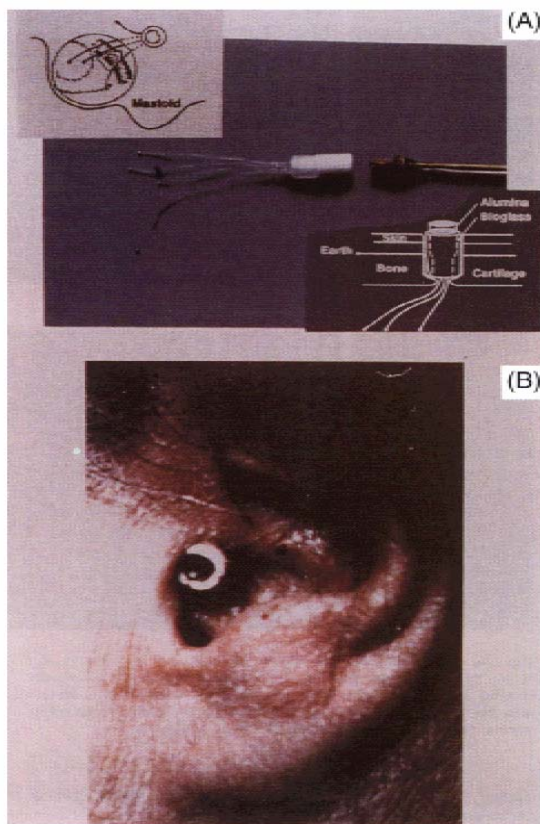 (A)
Mastoid
Alumina
Bioglass
Skin
Earth
Bone
Cartilage
(B)